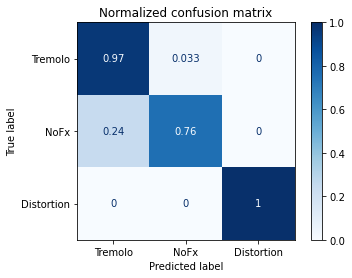 Normalized confusion matrix
True label
Tremolo 0.97 0.033 0
NoFx 0.24 0.76 0
Distortion 0 0 1
Tremolo NoFx Distortion
Predicted label
1.0
0.8
0.6
0.4
0.2
0.0